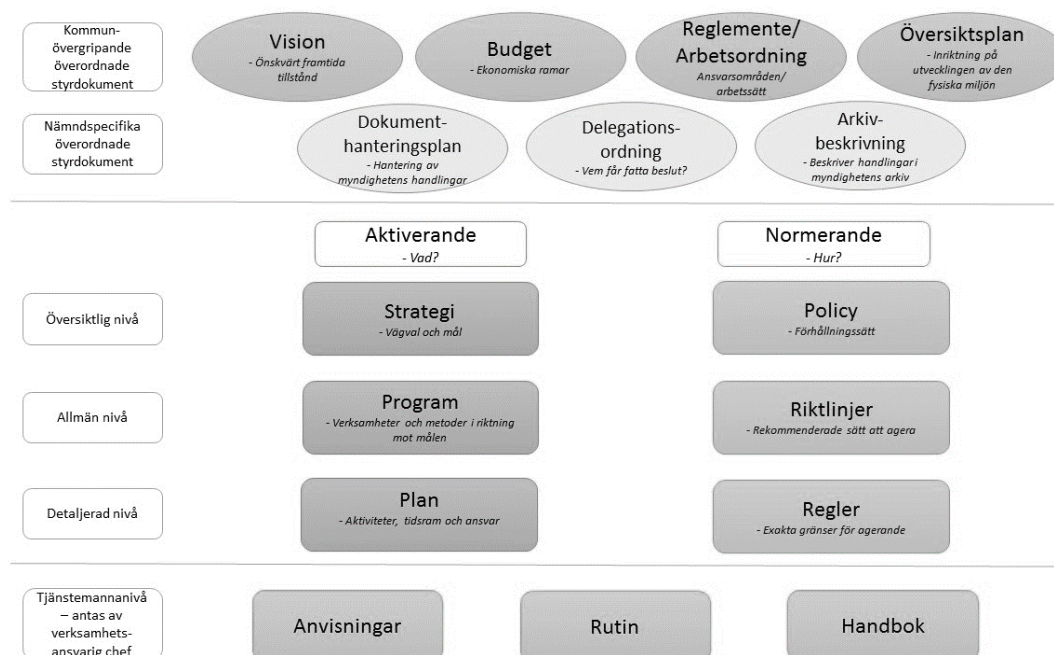 Kommun-
övergripande
överordnade
styrdokument
Vision
- Önskvärt framtida
tillstånd
Budget
- Ekonomiska ramar
Reglemente/
Arbetsordning
Ansvarsområden/
arbetssätt
Översiktsplan
- Inriktning på
utvecklingen av den
fysiska miljön
Nämndspecifika
överordnade
styrdokument
Dokument-
hanteringsplan
- Hantering av
myndighetens handlingar
Delegations-
ordning
- Vem får fatta beslut?
Arkiv-
beskrivning
- Beskriver handlingar i
myndighetens arkiv
Aktiverande
- Vad?
Normerande
- Hur?
Översiktlig nivå
Strategi
- Vägval och mål
Policy
- Förhållningssätt
Allmän nivå
Program
- Verksamheter och metoder i riktning
mot målen
Riktlinjer
- Rekommenderade sätt att agera
Detaljerad nivå
Plan
- Aktiviteter, tidsram och ansvar
Regler
- Exakta gränser för agerande
Tjänstemannanivå
– antas av
verksamhets-
ansvarig chef
Anvisningar
Rutin
Handbok